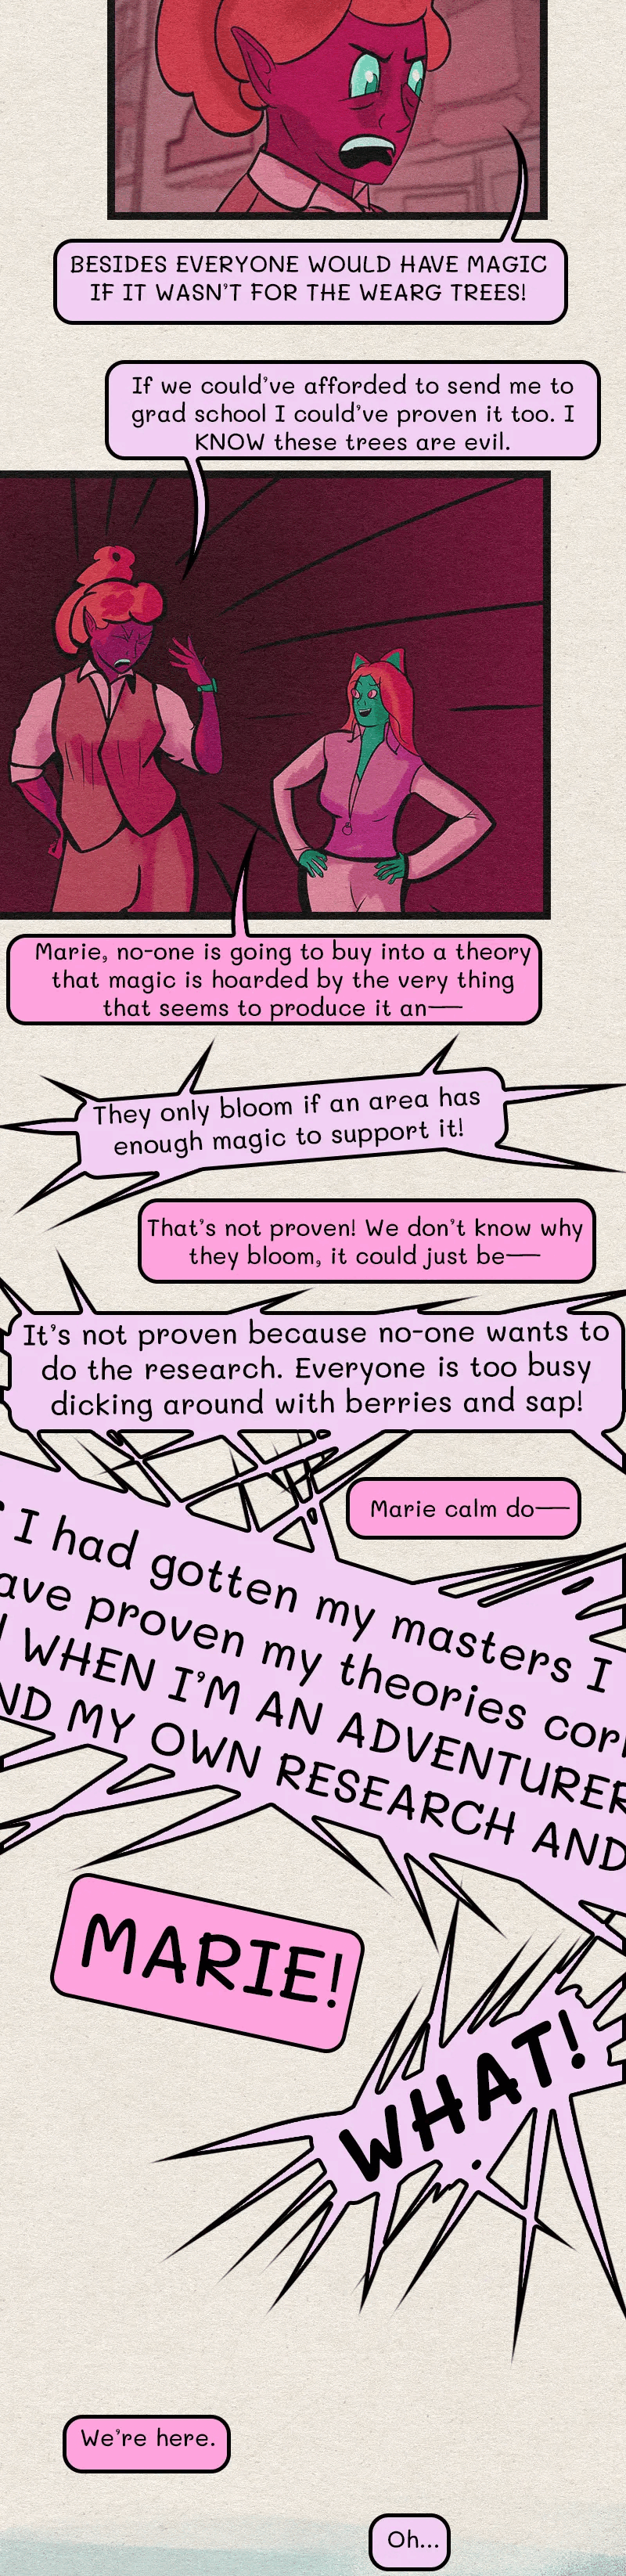 BESIDES EVERYONE WOULD HAVE MAGIC
IF IT WASN'T FOR THE WEARG TREES!
If we could've afforded to send me to
grad school I could've proven it too. I
KNOW these trees are evil.
Marie, no-one is going to buy into a theory
that magic is hoarded by the very thing
that seems to produce it an——
They only bloom if an area has
enough magic to support it!
That's not proven! We don't know why
they bloom, it could just be——
It's not proven because no-one wants to
do the research. Everyone is too busy
dicking around with berries and sap!
Marie calm do——
I had gotten my masters I
ave proven my theories cor
WHEN I'M AN ADVENTURER
ND MY OWN RESEARCH AND
MARIE!
WHAT!
We're here.
Oh...